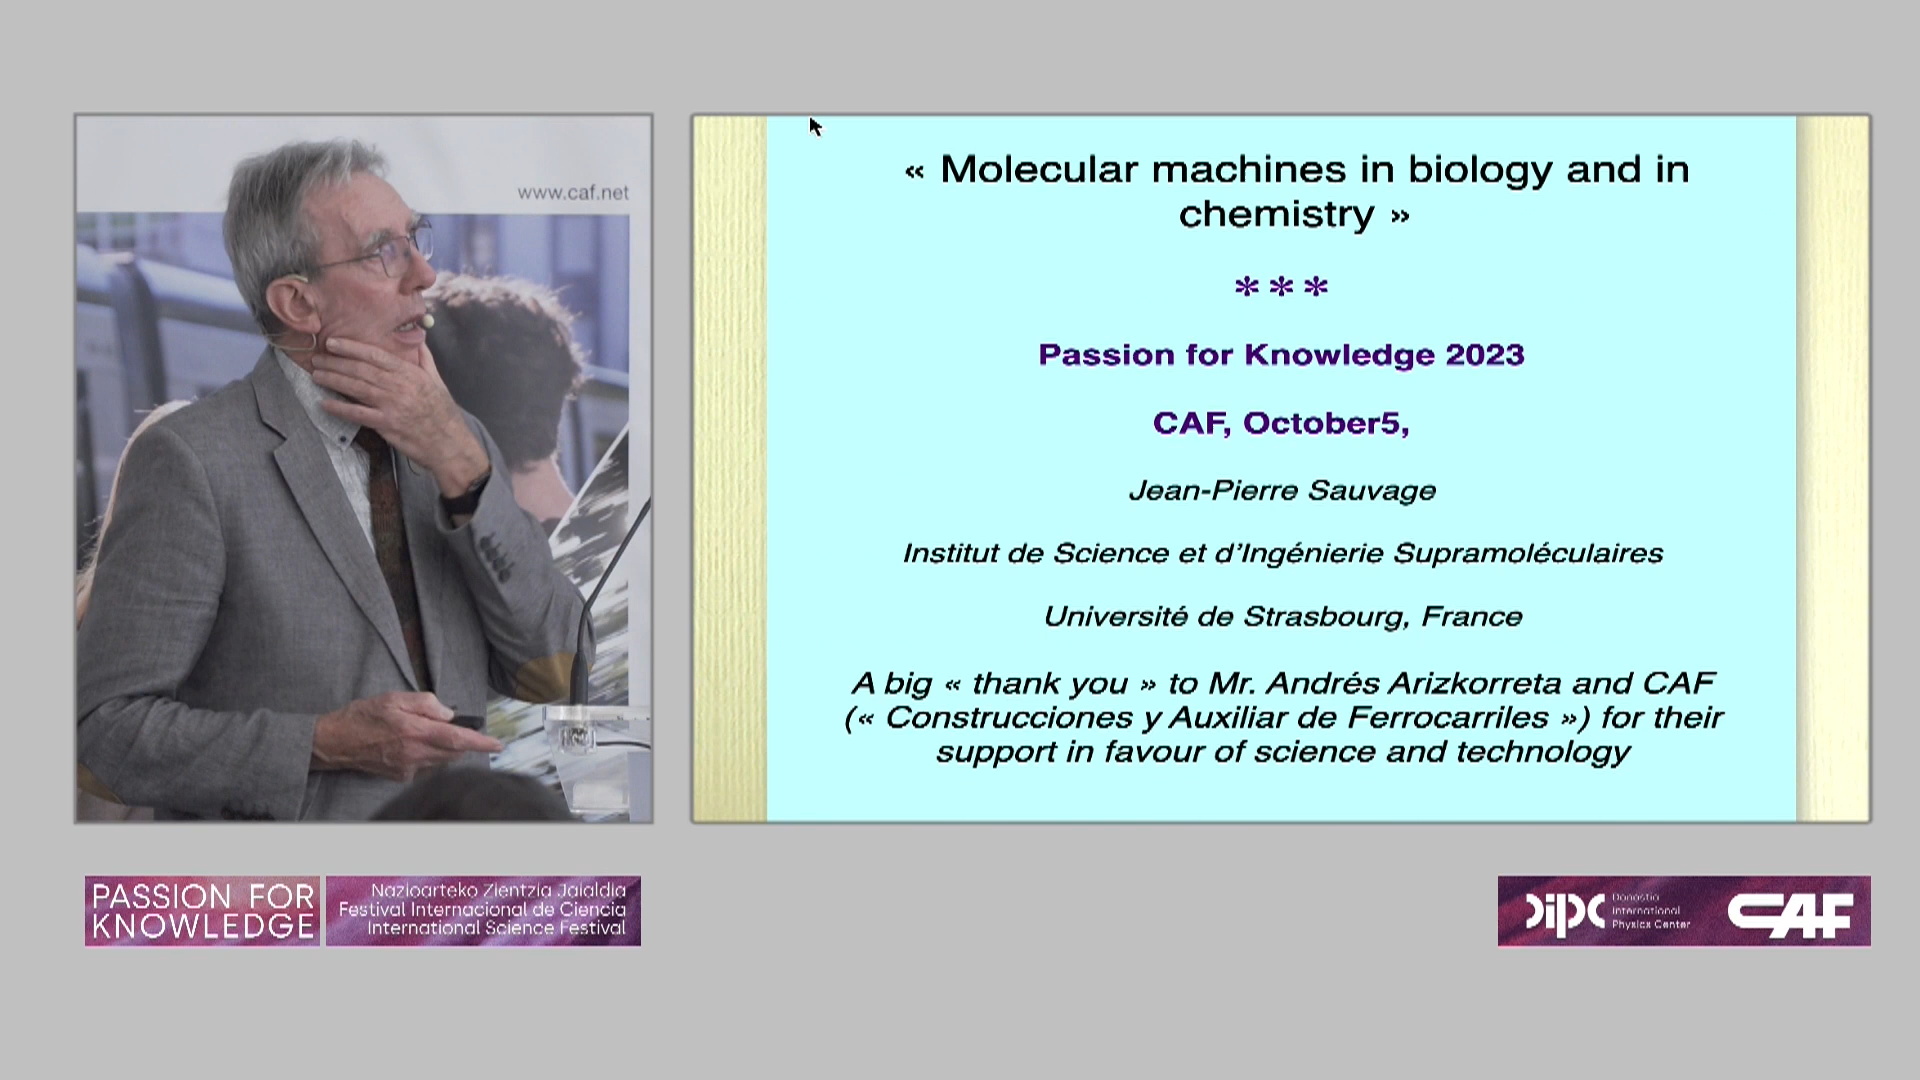 www.caf.net
« Molecular machines in biology and in
chemistry »
***
Passion for Knowledge 2023
CAF, October5,
Jean-Pierre Sauvage
Institut de Science et d’Ingénierie Supramoléculaires
Université de Strasbourg, France
A big « thank you » to Mr. Andrés Arizkorreta and CAF
(« Construcciones y Auxiliar de Ferrocarriles ») for their
support in favour of science and technology
PASSION FOR
KNOWLEDGE
Nazioarteko Zientzia Jaialdia
Festival Internacional de Ciencia
International Science Festival
dipc
Donostia
International
Physics Center
CAF